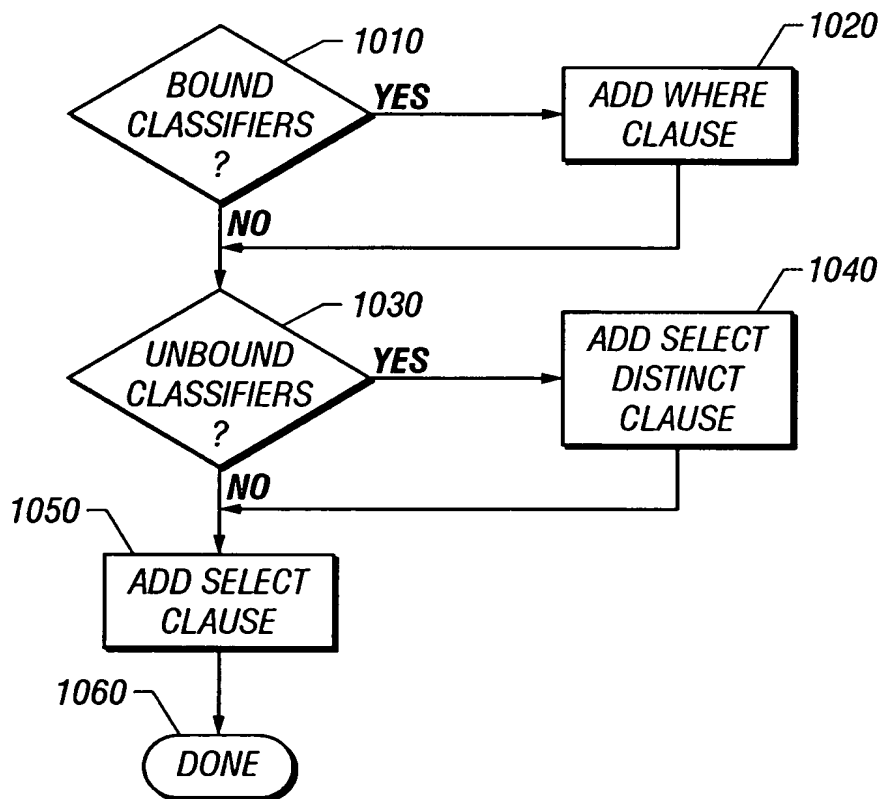 1010
BOUND
CLASSIFIERS
?
YES
1020
ADD WHERE
CLAUSE
NO
1030
UNBOUND
CLASSIFIERS
?
YES
1040
ADD SELECT
DISTINCT
CLAUSE
NO
1050
ADD SELECT
CLAUSE
1060
DONE